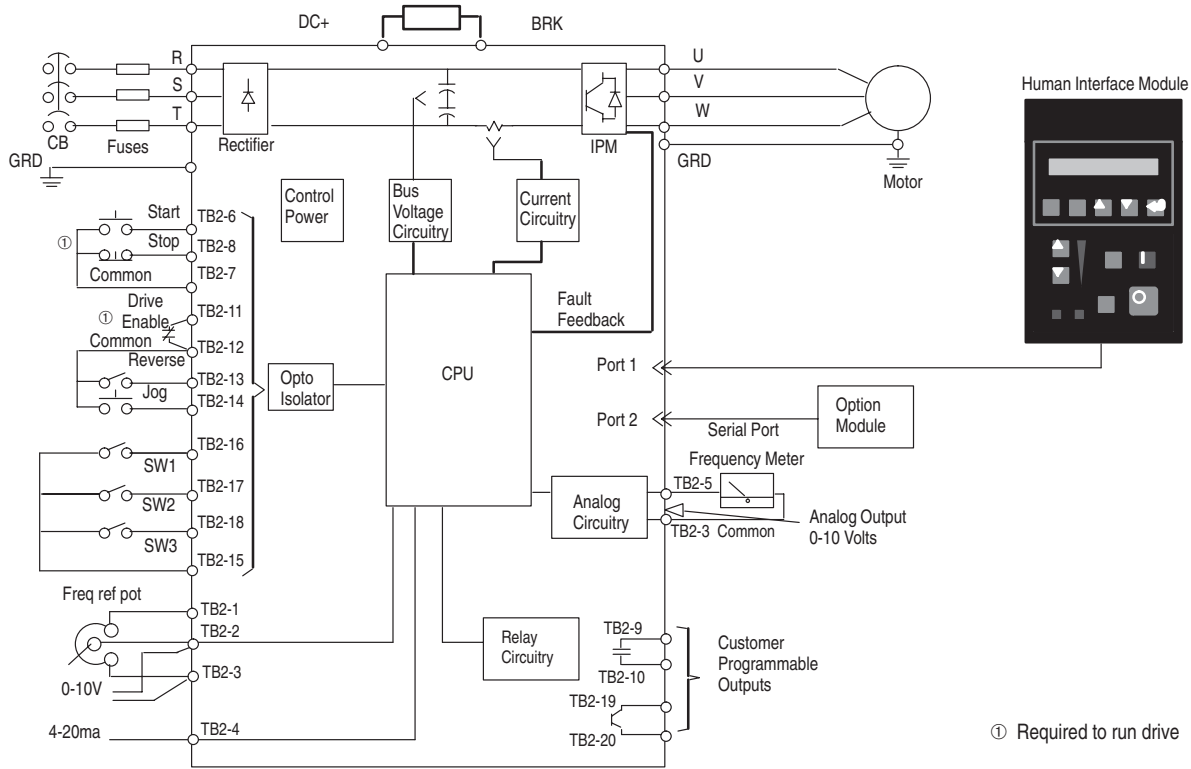 DC+
BRK
R
S
T
CB
Fuses
Rectifier
GRD
IPM
U
V
W
GRD
Motor
Human Interface Module
Control
Power
Bus
Voltage
Circuitry
Current
Circuitry
Start
TB2-6
①
Stop
TB2-8
Common
TB2-7
Drive
Enable
TB2-11
①
Common
TB2-12
Reverse
TB2-13
Jog
TB2-14
Opto
Isolator
CPU
Fault
Feedback
Port 1
Port 2
Serial Port
Option
Module
TB2-16
SW1
TB2-17
SW2
TB2-18
SW3
TB2-15
Analog
Circuitry
Frequency Meter
TB2-5
TB2-3 Common
Analog Output
0-10 Volts
Freq ref pot
TB2-1
TB2-2
TB2-3
0-10V
4-20ma
TB2-4
Relay
Circuitry
TB2-9
TB2-10
TB2-19
TB2-20
Customer
Programmable
Outputs
① Required to run drive